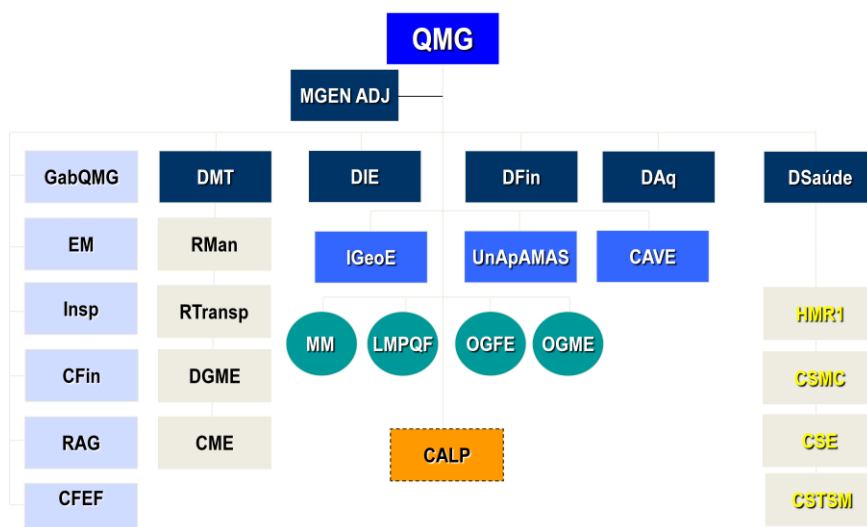 QMG
MGEN ADJ
GabQMG
DMT
DIE
DFin
DAq
DSaúde
EM
RMan
IGeoE
UnApAMAS
CAVE
Insp
RTransp
MM
LMPQF
OGFE
OGME
HMR1
CFin
DGME
CSMC
RAG
CME
CALP
CSE
CFEF
CSTSM